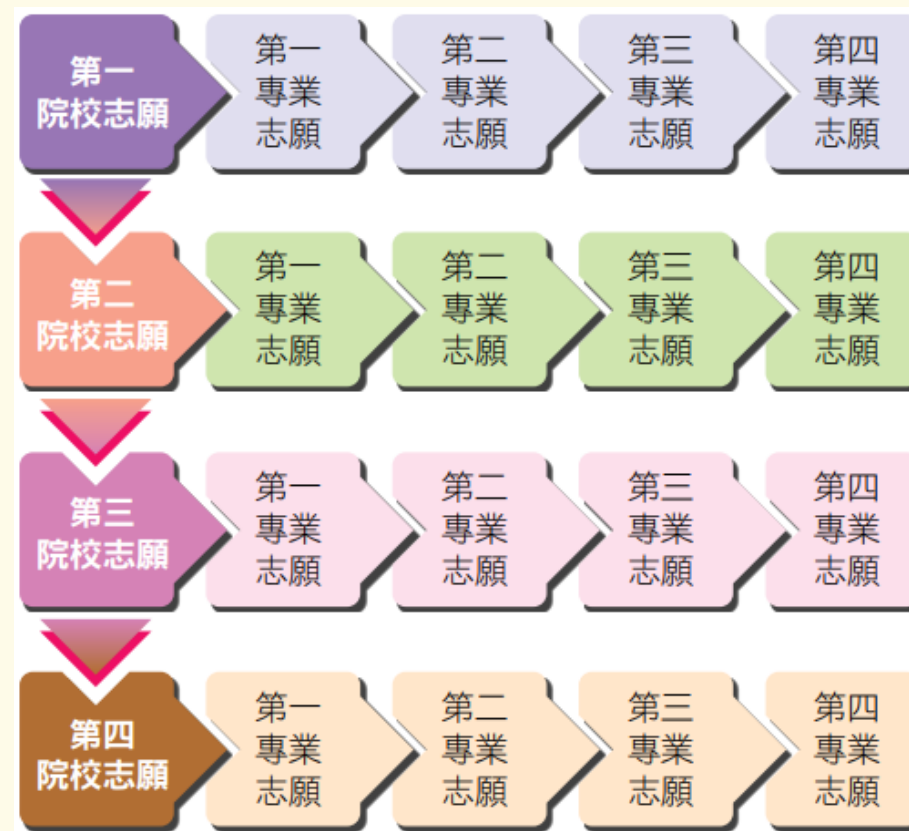 第一
院校志願
第一
專業
志願
第二
專業
志願
第三
專業
志願
第四
專業
志願
第二
院校志願
第一
專業
志願
第二
專業
志願
第三
專業
志願
第四
專業
志願
第三
院校志願
第一
專業
志願
第二
專業
志願
第三
專業
志願
第四
專業
志願
第四
院校志願
第一
專業
志願
第二
專業
志願
第三
專業
志願
第四
專業
志願